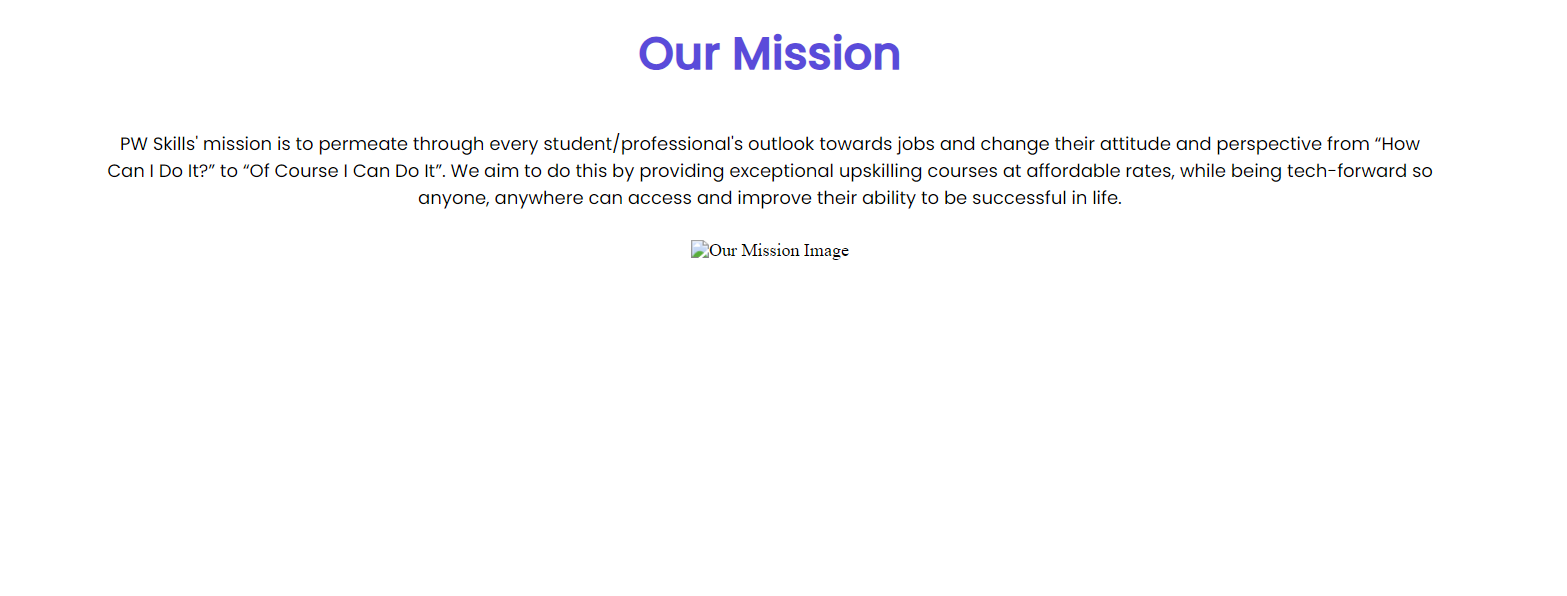 Our Mission
PW Skills' mission is to permeate through every student/professional's outlook towards jobs and change their attitude and perspective from “How
Can I Do It?” to “Of Course I Can Do It”. We aim to do this by providing exceptional upskilling courses at affordable rates, while being tech-forward so
anyone, anywhere can access and improve their ability to be successful in life.
Our Mission Image